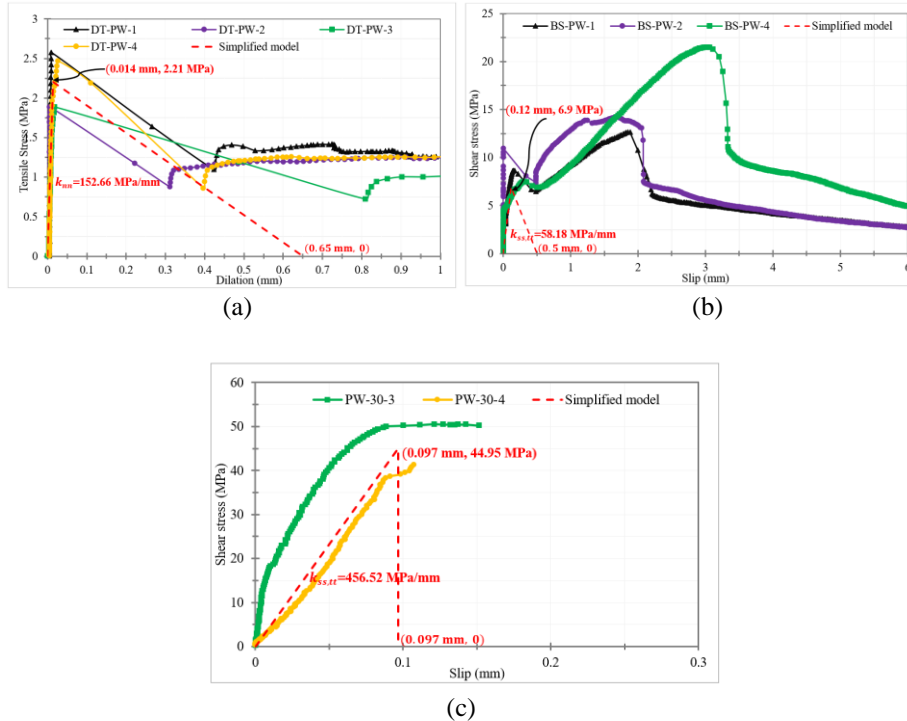 DT-PW-1 DT-PW-2 DT-PW-3
DT-PW-4 Simplified model
(0.014 mm, 2.21 MPa)
Tensile Stress (MPa)
3
2.5
2
1.5
1
0.5
0
k_nn=152.66 MPa/mm
(0.65 mm, 0)
0 0.1 0.2 0.3 0.4 0.5 0.6 0.7 0.8 0.9 1
Dilation (mm)
(a)
BS-PW-1 BS-PW-2 BS-PW-4 Simplified model
(0.12 mm, 6.9 MPa)
Shear stress (MPa)
25
20
15
10
5
0
k_ss,tt=58.18 MPa/mm
(0.5 mm, 0)
0 1 2 3 4 5 6
Slip (mm)
(b)
PW-30-3 PW-30-4 Simplified model
(0.097 mm, 44.95 MPa)
Shear stress (MPa)
60
50
40
30
20
10
0
k_ss,tt=456.52 MPa/mm
(0.097 mm, 0)
0 0.1 0.2 0.3
Slip (mm)
(c)